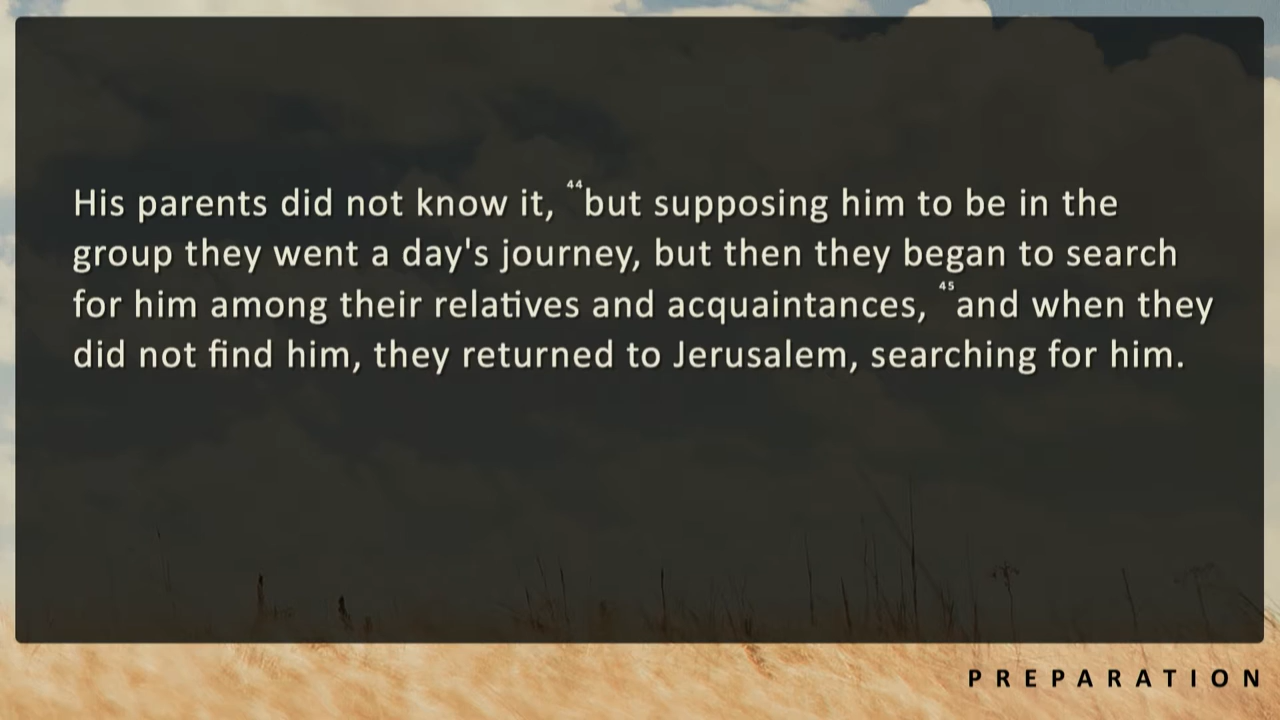 His parents did not know it, ⁴⁴but supposing him to be in the
group they went a day's journey, but then they began to search
for him among their relatives and acquaintances, ⁴⁵and when they
did not find him, they returned to Jerusalem, searching for him.
PREPARATION